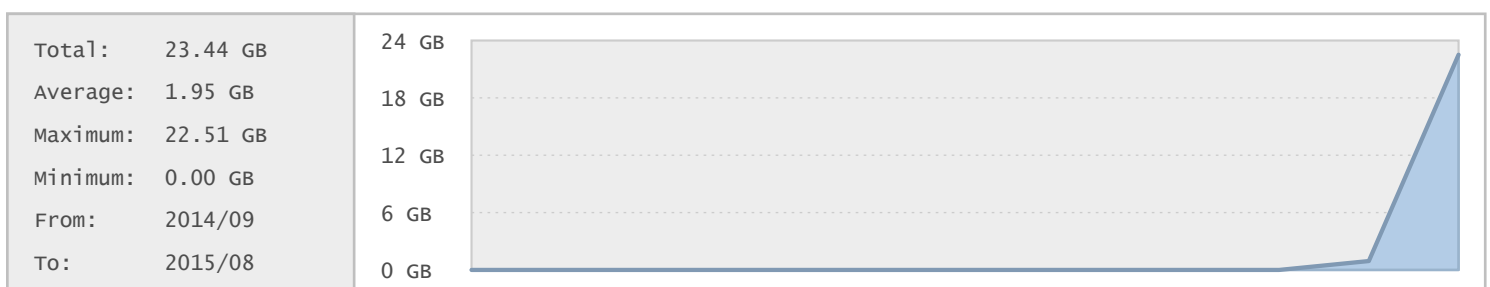 Total: 23.44 GB
Average: 1.95 GB
Maximum: 22.51 GB
Minimum: 0.00 GB
From: 2014/09
To: 2015/08
24 GB
18 GB
12 GB
6 GB
0 GB